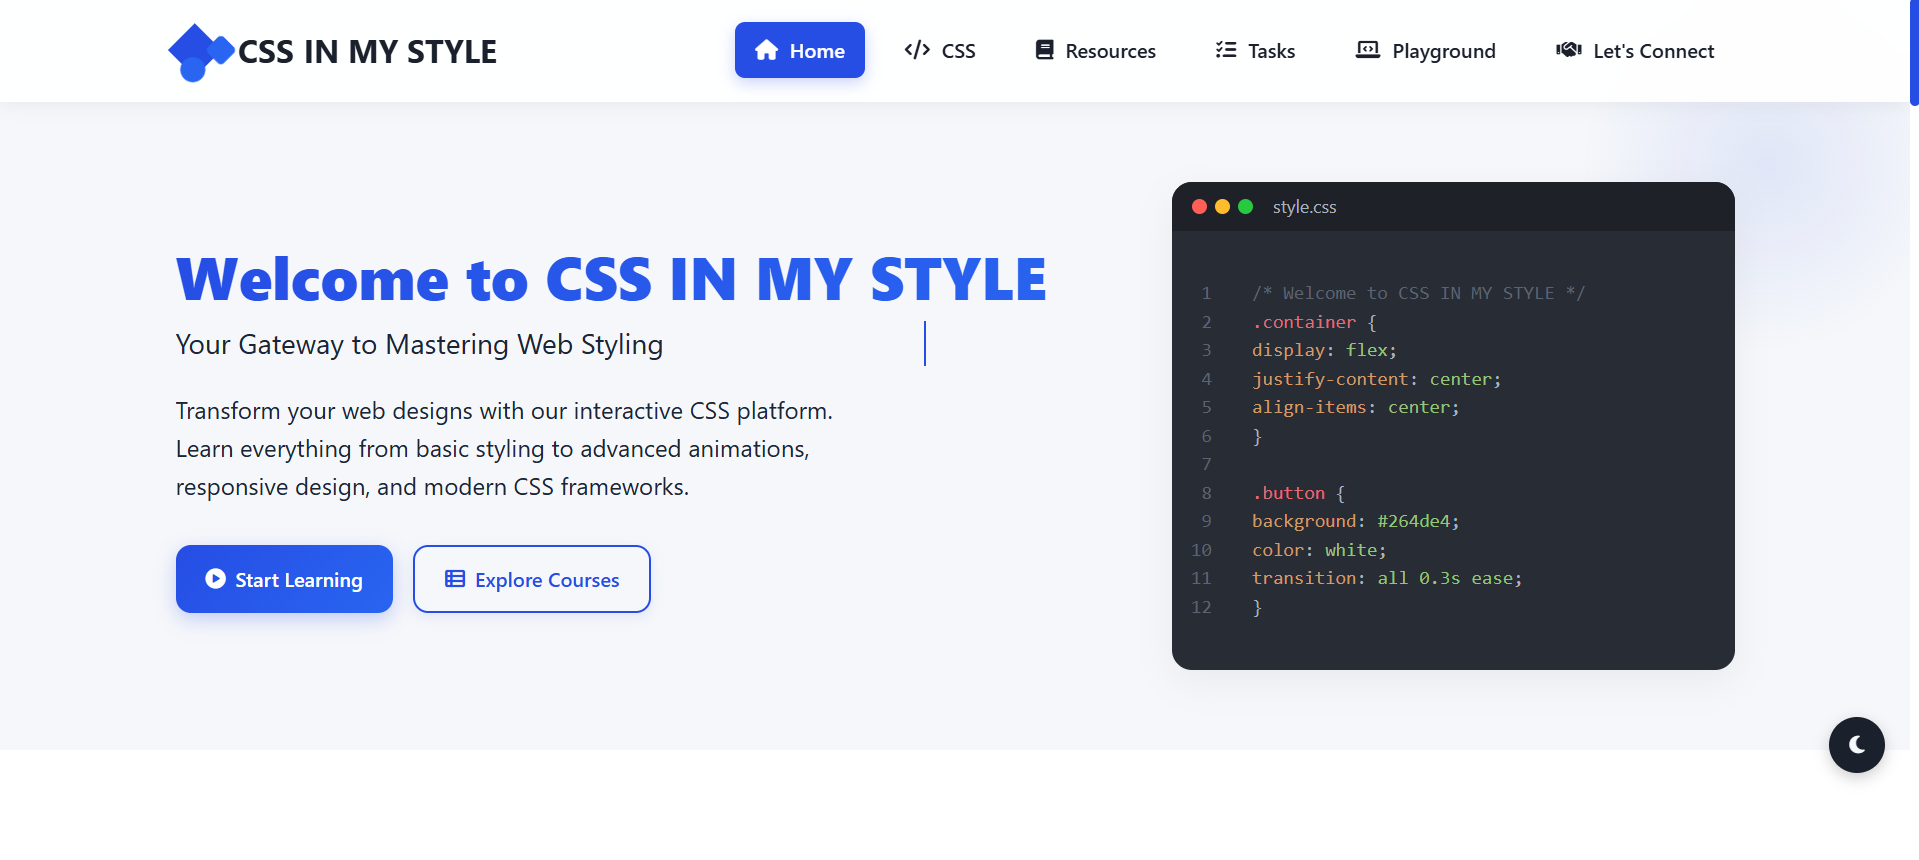 CSS IN MY STYLE
Home
CSS
Resources
Tasks
Playground
Let's Connect
Welcome to CSS IN MY STYLE
Your Gateway to Mastering Web Styling
Transform your web designs with our interactive CSS platform.
Learn everything from basic styling to advanced animations,
responsive design, and modern CSS frameworks.
Start Learning
Explore Courses
style.css
1 /* Welcome to CSS IN MY STYLE */
2 .container {
3 display: flex;
4 justify-content: center;
5 align-items: center;
6 }
7
8 .button {
9 background: #264de4;
10 color: white;
11 transition: all 0.3s ease;
12 }